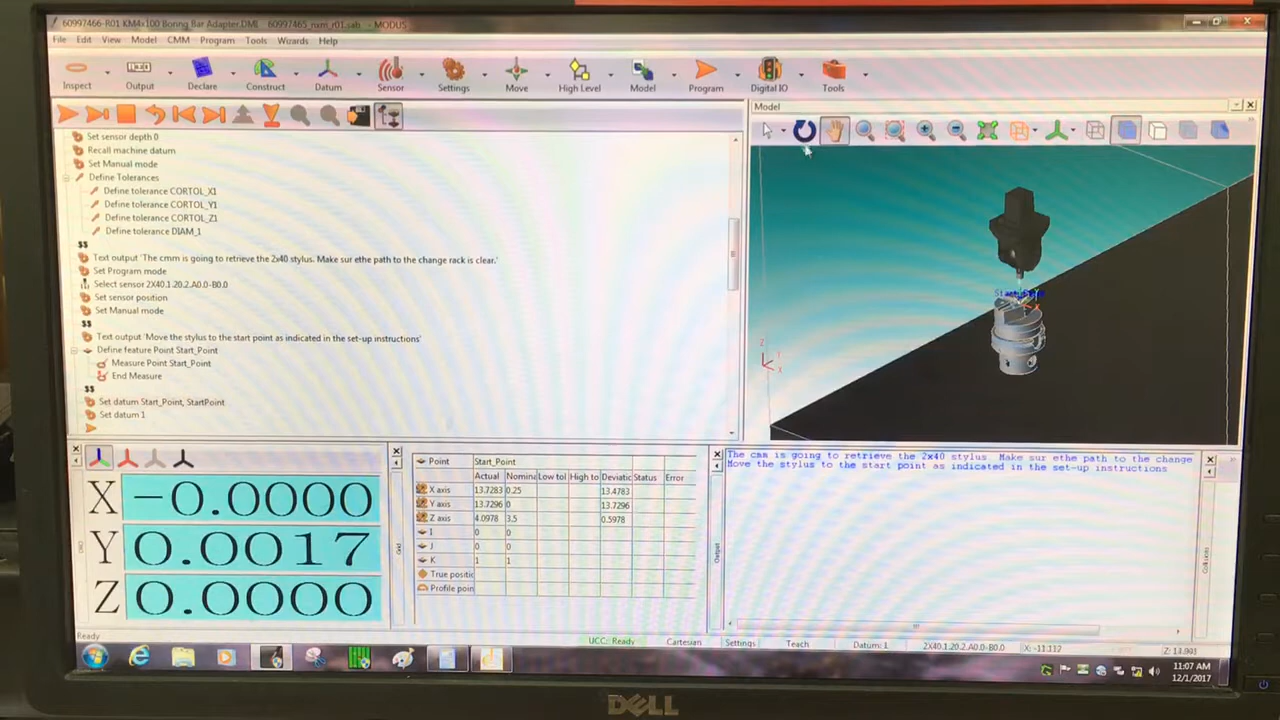 60997466-R01 KM4x100 Boring Bar Adapter.DMI 60997465_nxm_r01.sab - MODUS
File Edit View Model CMM Program Tools Wizards Help
Inspect Output Declare Construct Datum Sensor Settings Move High Level Model Program Digital IO Tools
Model
Set sensor depth 0
Recall machine datum
Set Manual mode
Define Tolerances
Define tolerance CORTOL_X1
Define tolerance CORTOL_Y1
Define tolerance CORTOL_Z1
Define tolerance DIAM_1
$$
Text output 'The cmm is going to retrieve the 2x40 stylus. Make sur ethe path to the change rack is clear.'
Set Program mode
Select sensor 2X40.1:20.2.A0.0-B0.0
Set sensor position
Set Manual mode
$$
Text output 'Move the stylus to the start point as indicated in the set-up instructions'
Define feature Point Start_Point
Measure Point Start_Point
End Measure
$$
Set datum Start_Point, StartPoint
Set datum 1
Z
Y
X
X -0.0000
Y 0.0017
Z 0.0000
Point Start_Point
Actual Nomina Low tol High to Deviatic Status Error
X axis 13.7283 0.25 13.4783
Y axis 13.7296 0 13.7296
Z axis 4.0978 3.5 0.5978
I 0 0
J 0 0
K 1 1
True positio
Profile poin
Output
The cmm is going to retrieve the 2x40 stylus. Make sur ethe path to the change
Move the stylus to the start point as indicated in the set-up instructions
Ready UCC: Ready Cartesian Settings Teach Datum: 1 2X40.1:20.2.A0.0-B0.0 X: -11.112
11:07 AM
12/1/2017
DELL